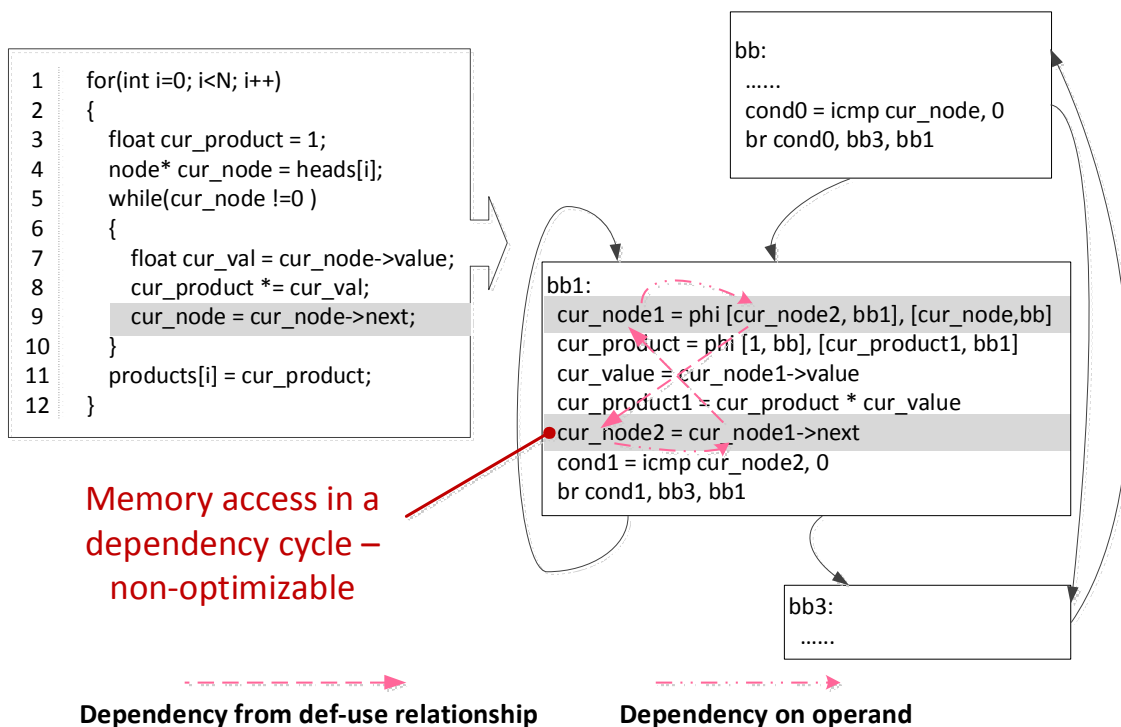 1 for(int i=0; i<N; i++)
2 {
3 float cur_product = 1;
4 node* cur_node = heads[i];
5 while(cur_node !=0 )
6 {
7 float cur_val = cur_node->value;
8 cur_product *= cur_val;
9 cur_node = cur_node->next;
10 }
11 products[i] = cur_product;
12 }
bb:
......
cond0 = icmp cur_node, 0
br cond0, bb3, bb1
bb1:
cur_node1 = phi [cur_node2, bb1], [cur_node,bb]
cur_product = phi [1, bb], [cur_product1, bb1]
cur_value = cur_node1->value
cur_product1 = cur_product * cur_value
cur_node2 = cur_node1->next
cond1 = icmp cur_node2, 0
br cond1, bb3, bb1
Memory access in a
dependency cycle –
non-optimizable
bb3:
......
Dependency from def-use relationship
Dependency on operand